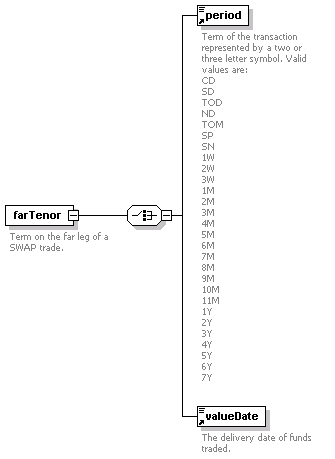 period
Term of the transaction
represented by a two or
three letter symbol. Valid
values are:
CD
SD
TOD
ND
TOM
SP
SN
1W
2W
3W
1M
2M
3M
4M
5M
6M
7M
8M
9M
10M
11M
1Y
2Y
3Y
4Y
5Y
6Y
7Y
farTenor
Term on the far leg of a
SWAP trade.
valueDate
The delivery date of funds
traded.